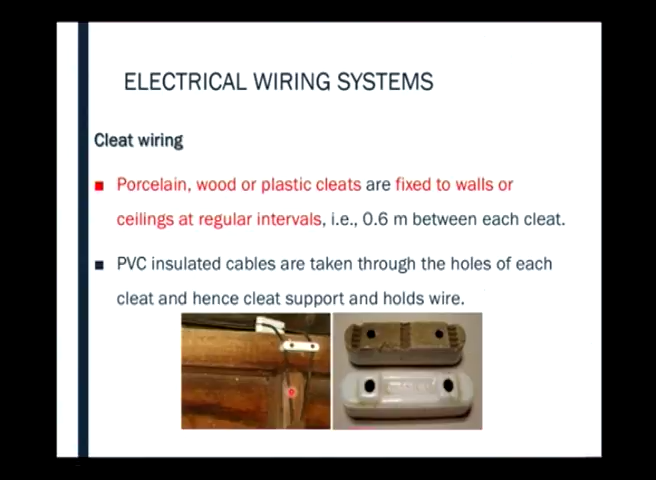 ELECTRICAL WIRING SYSTEMS
Cleat wiring
Porcelain, wood or plastic cleats are fixed to walls or
ceilings at regular intervals, i.e., 0.6 m between each cleat.
PVC insulated cables are taken through the holes of each
cleat and hence cleat support and holds wire.